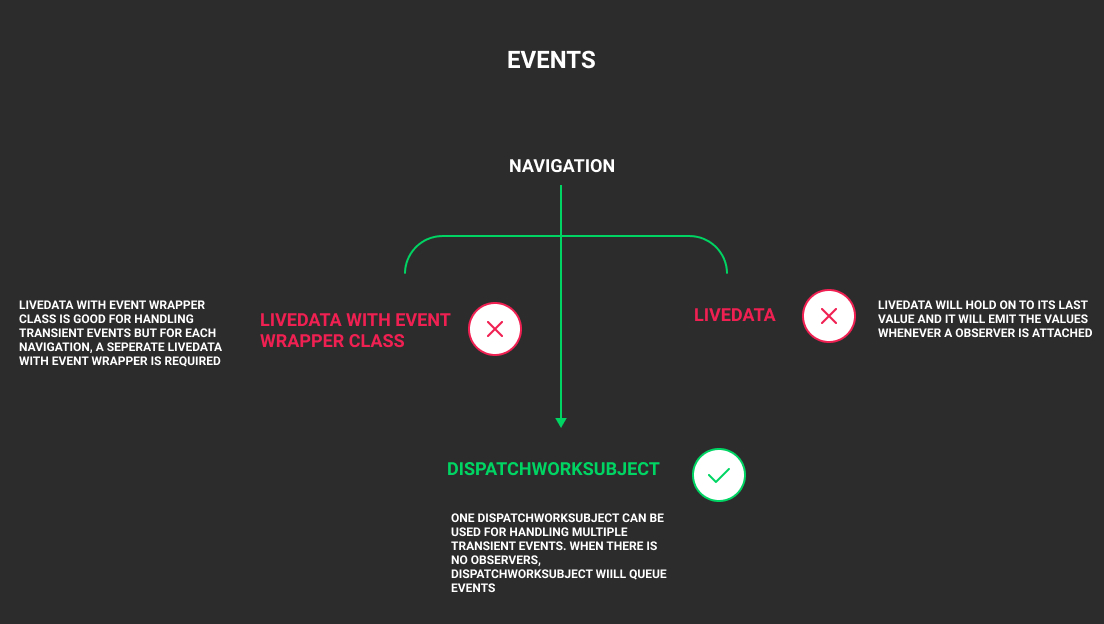 EVENTS
NAVIGATION
LIVEDATA WITH EVENT WRAPPER
CLASS IS GOOD FOR HANDLING
TRANSIENT EVENTS BUT FOR EACH
NAVIGATION, A SEPERATE LIVEDATA
WITH EVENT WRAPPER IS REQUIRED
LIVEDATA WITH EVENT
WRAPPER CLASS
LIVEDATA
LIVEDATA WILL HOLD ON TO ITS LAST
VALUE AND IT WILL EMIT THE VALUES
WHENEVER A OBSERVER IS ATTACHED
DISPATCHWORKSUBJECT
ONE DISPATCHWORKSUBJECT CAN BE
USED FOR HANDLING MULTIPLE
TRANSIENT EVENTS. WHEN THERE IS
NO OBSERVERS,
DISPATCHWORKSUBJECT WIILL QUEUE
EVENTS